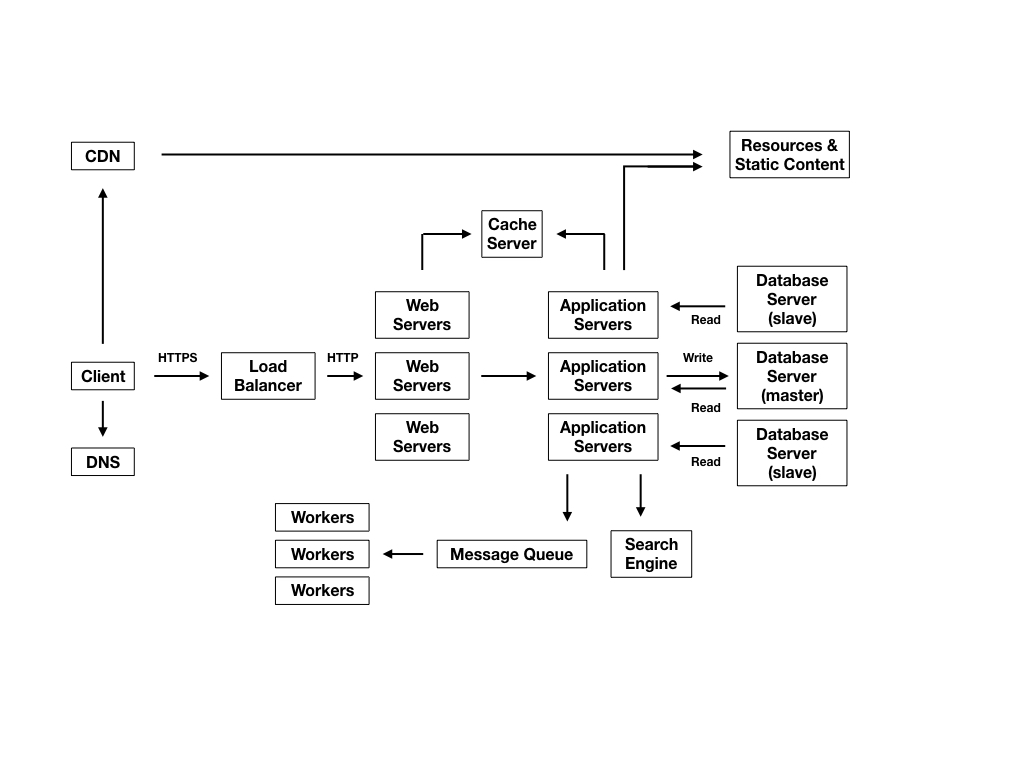 CDN
Resources &
Static Content
Cache
Server
Web
Servers
Application
Servers
Read
Database
Server
(slave)
Client
HTTPS
Load
Balancer
HTTP
Web
Servers
Application
Servers
Write
Read
Database
Server
(master)
DNS
Web
Servers
Application
Servers
Read
Database
Server
(slave)
Workers
Workers
Workers
Message Queue
Search
Engine